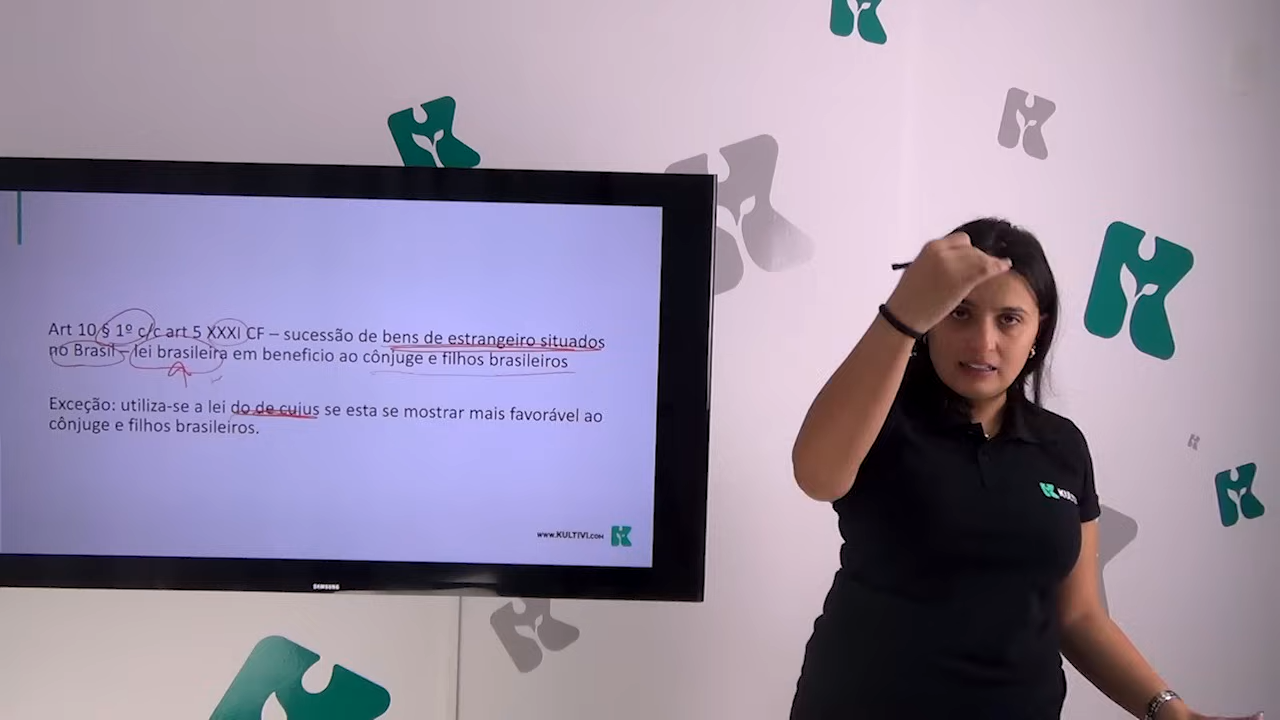 Art 10 § 1º c/c art 5 XXXI CF – sucessão de bens de estrangeiro situados
no Brasil – lei brasileira em beneficio ao cônjuge e filhos brasileiros
Exceção: utiliza-se a lei do de cujus se esta se mostrar mais favorável ao
cônjuge e filhos brasileiros.
www.KULTIVI.com
SAMSUNG